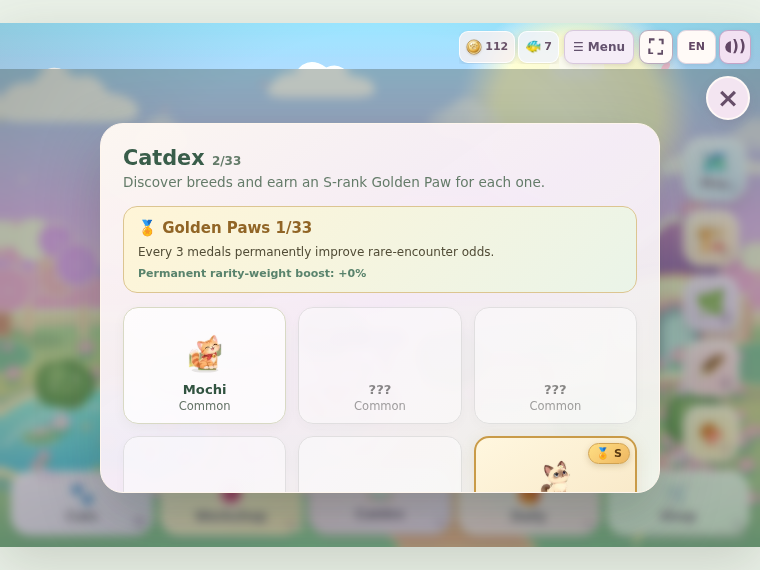 112
7
☰ Menu
EN
Catdex 2/33
Discover breeds and earn an S-rank Golden Paw for each one.
Golden Paws 1/33
Every 3 medals permanently improve rare-encounter odds.
Permanent rarity-weight boost: +0%
Mochi
Common
???
Common
???
Common
S